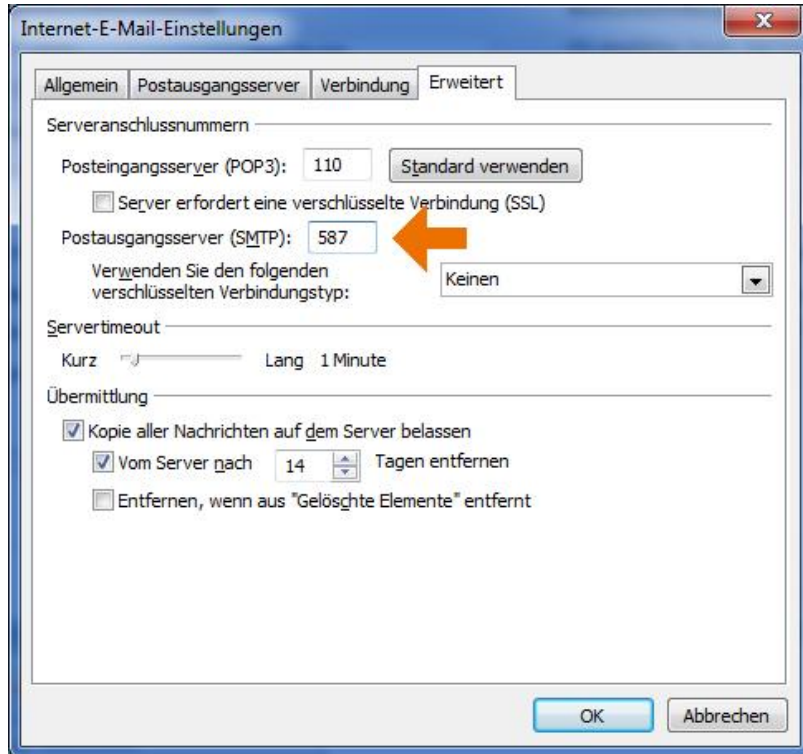 Internet-E-Mail-Einstellungen
Allgemein Postausgangsserver Verbindung Erweitert
Serveranschlussnummern
Posteingangsserver (POP3): 110 Standard verwenden
Server erfordert eine verschlüsselte Verbindung (SSL)
Postausgangsserver (SMTP): 587
Verwenden Sie den folgenden
verschlüsselten Verbindungstyp: Keinen
Servertimeout
Kurz Lang 1 Minute
Übermittlung
Kopie aller Nachrichten auf dem Server belassen
Vom Server nach 14 Tagen entfernen
Entfernen, wenn aus "Gelöschte Elemente" entfernt
OK Abbrechen